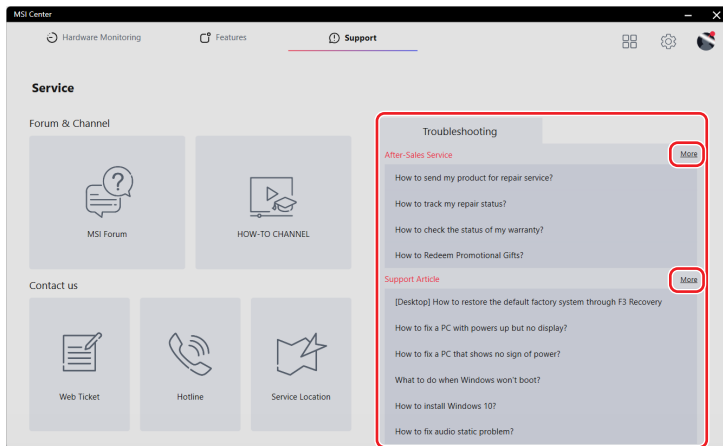 MSI Center
Hardware Monitoring
Features
Support
Service
Forum & Channel
MSI Forum
HOW-TO CHANNEL
Contact us
Web Ticket
Hotline
Service Location
Troubleshooting
After-Sales Service
More
How to send my product for repair service?
How to track my repair status?
How to check the status of my warranty?
How to Redeem Promotional Gifts?
Support Article
More
[Desktop] How to restore the default factory system through F3 Recovery
How to fix a PC with powers up but no display?
How to fix a PC that shows no sign of power?
What to do when Windows won't boot?
How to install Windows 10?
How to fix audio static problem?